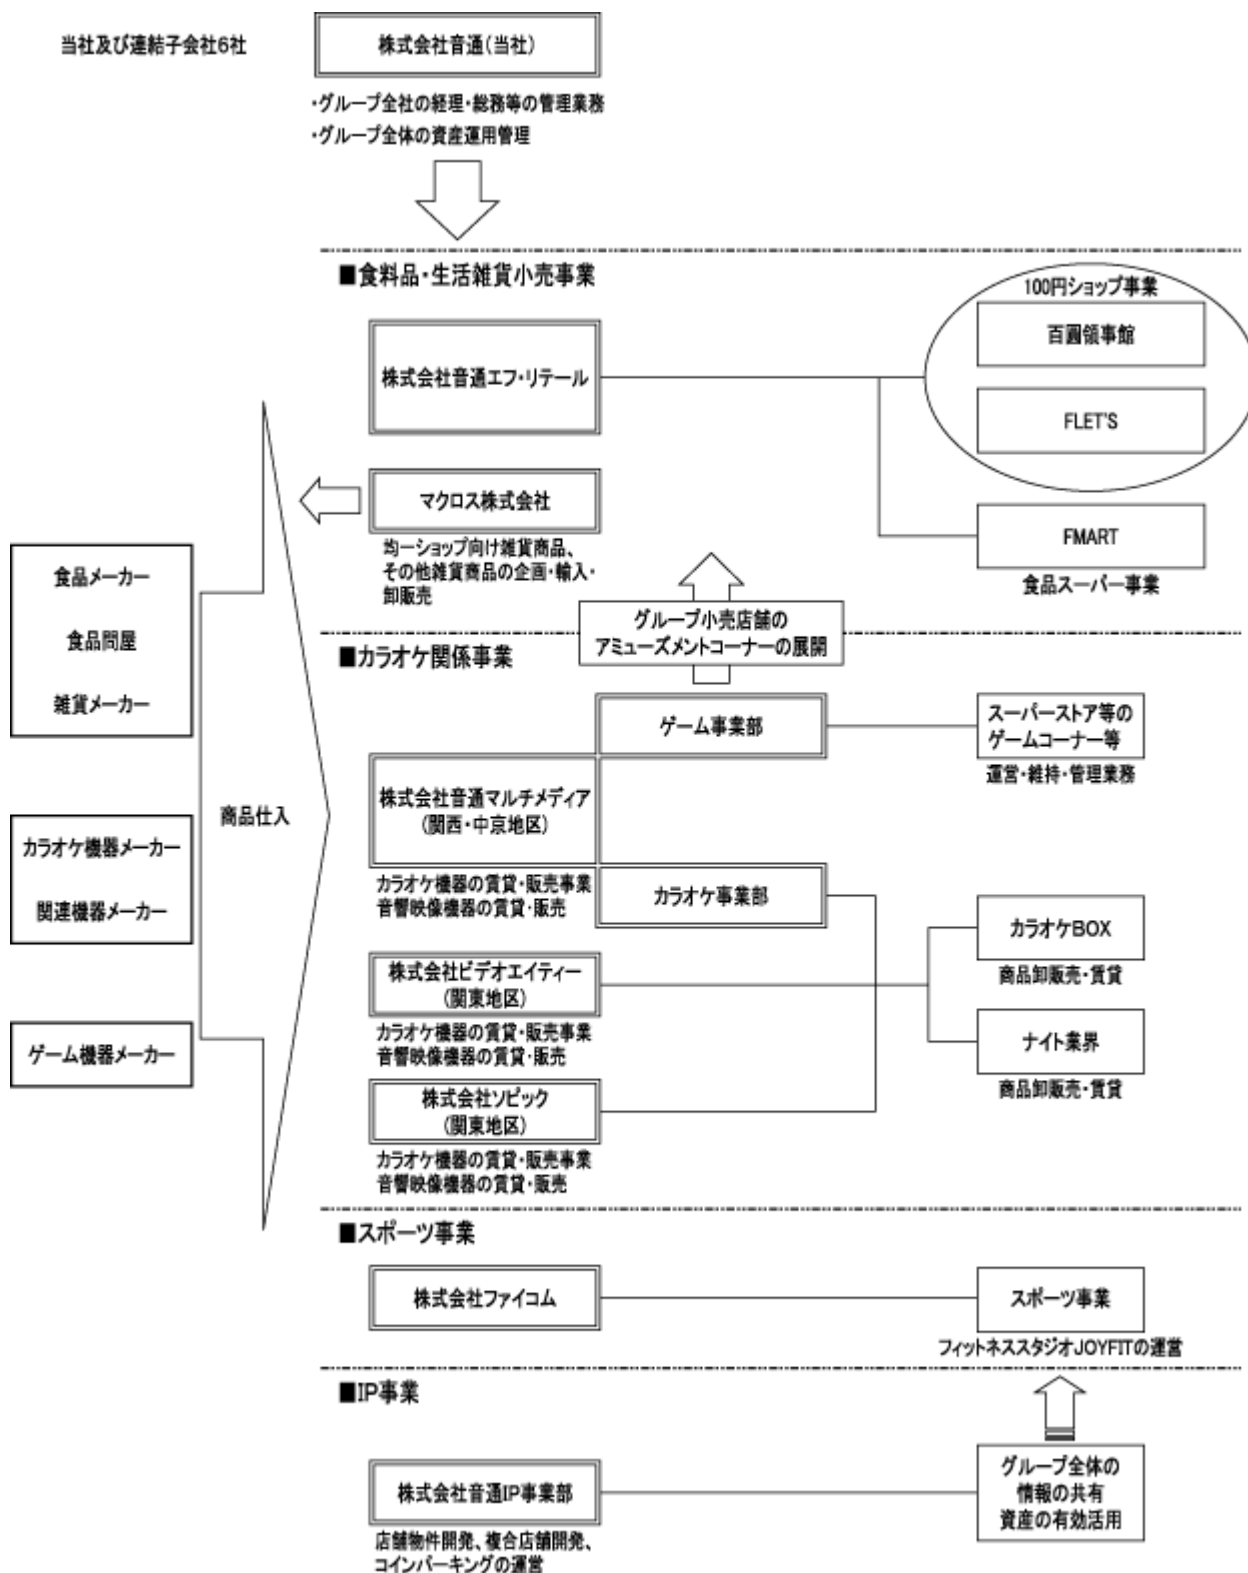 当社及び連結子会社6社
株式会社音通(当社)
・グループ全社の経理・総務等の管理業務
・グループ全体の資産運用管理
■食料品・生活雑貨小売事業
100円ショップ事業
百圓領事館
株式会社音通エフ・リテール
FLET'S
マクロス株式会社
均一ショップ向け雑貨商品、
その他雑貨商品の企画・輸入・
卸販売
FMART
食品スーパー事業
食品メーカー
食品問屋
雑貨メーカー
グループ小売店舗の
アミューズメントコーナーの展開
■カラオケ関係事業
ゲーム事業部
スーパーストア等の
ゲームコーナー等
運営・維持・管理業務
株式会社音通マルチメディア
(関西・中京地区)
カラオケ機器の賃貸・販売事業
音響映像機器の賃貸・販売
カラオケ事業部
商品仕入
カラオケ機器メーカー
関連機器メーカー
カラオケBOX
商品卸販売・賃貸
株式会社ビデオエイティー
(関東地区)
カラオケ機器の賃貸・販売事業
音響映像機器の賃貸・販売
ゲーム機器メーカー
ナイト業界
商品卸販売・賃貸
株式会社ソピック
(関東地区)
カラオケ機器の賃貸・販売事業
音響映像機器の賃貸・販売
■スポーツ事業
株式会社ファイコム
スポーツ事業
フィットネススタジオJOYFITの運営
■IP事業
株式会社音通IP事業部
店舗物件開発、複合店舗開発、
コインパーキングの運営
グループ全体の
情報の共有
資産の有効活用